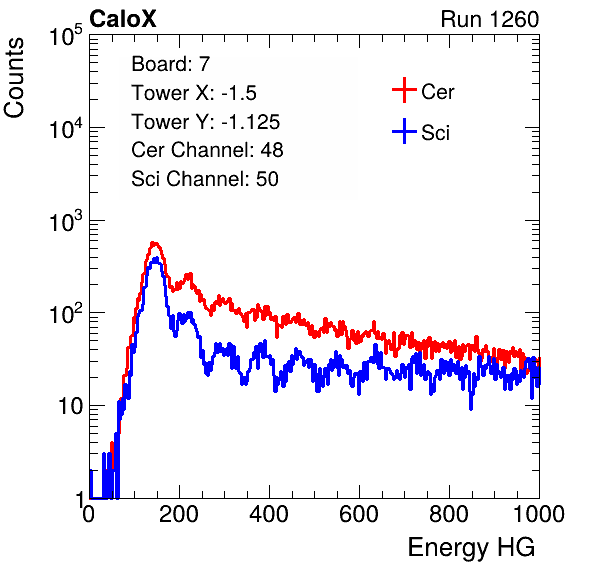 CaloX Run 1260
Counts
10^5
10^4
10^3
10^2
10
1
Board: 7
Tower X: -1.5
Tower Y: -1.125
Cer Channel: 48
Sci Channel: 50
Cer
Sci
0 200 400 600 800 1000
Energy HG